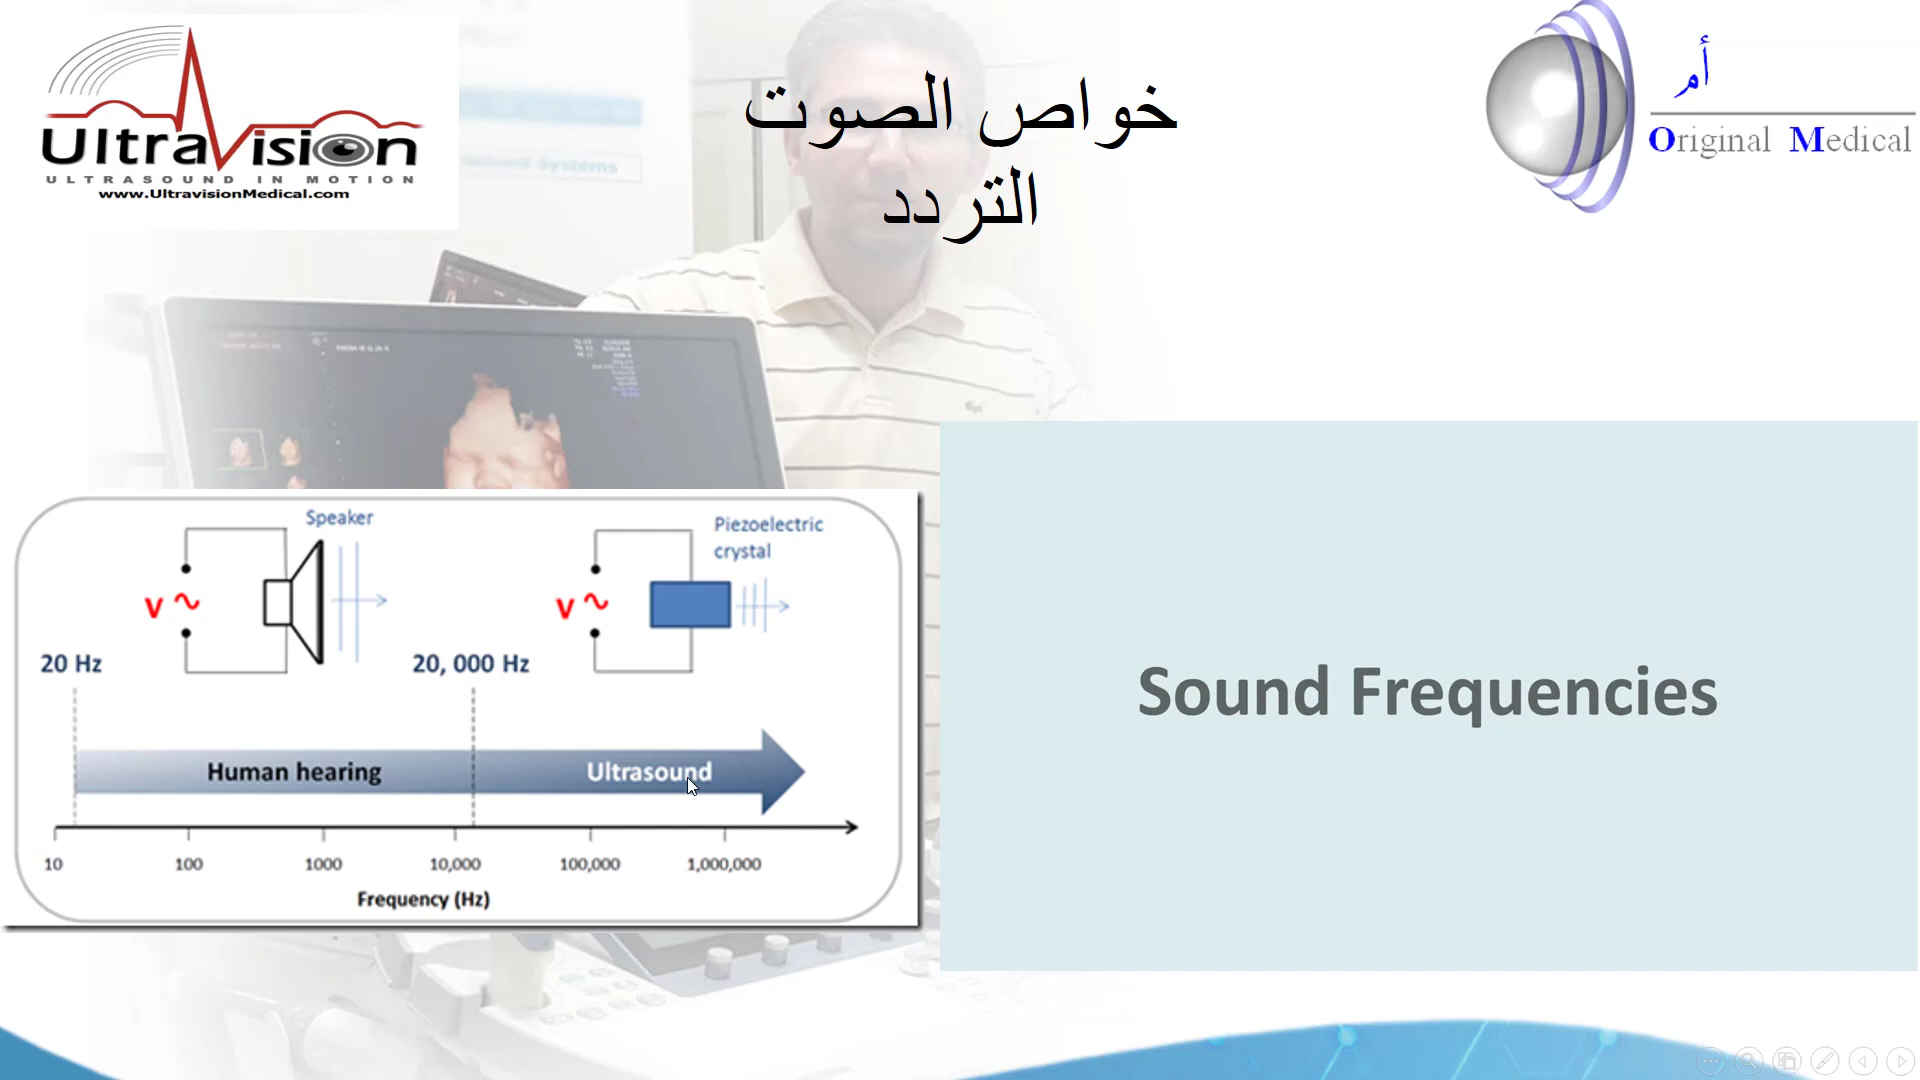 UltraVision
ULTRASOUND IN MOTION
www.UltravisionMedical.com
خواص الصوت
التردد
أم
Original Medical
Speaker
Piezoelectric
crystal
V
V
20 Hz
20, 000 Hz
Human hearing
Ultrasound
10
100
1000
10,000
100,000
1,000,000
Frequency (Hz)
Sound Frequencies